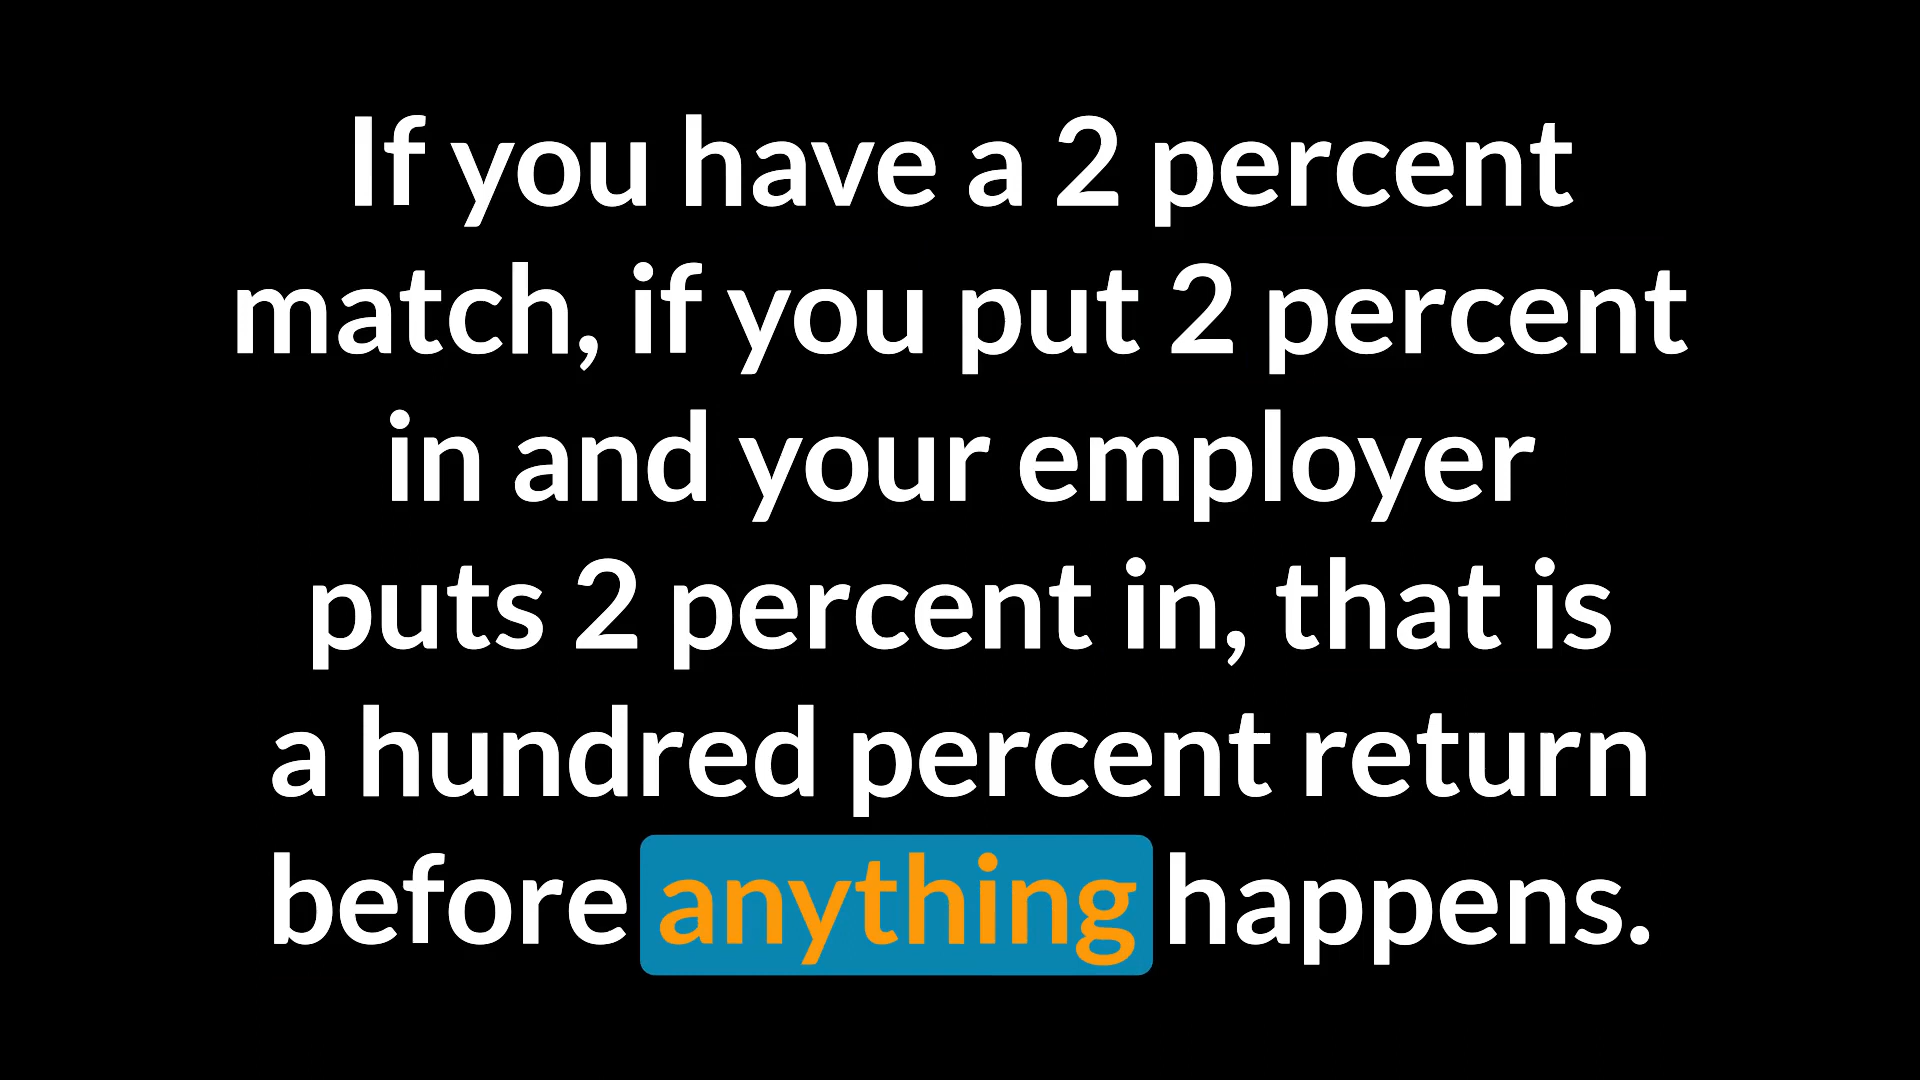 If you have a 2 percent
match, if you put 2 percent
in and your employer
puts 2 percent in, that is
a hundred percent return
before anything happens.